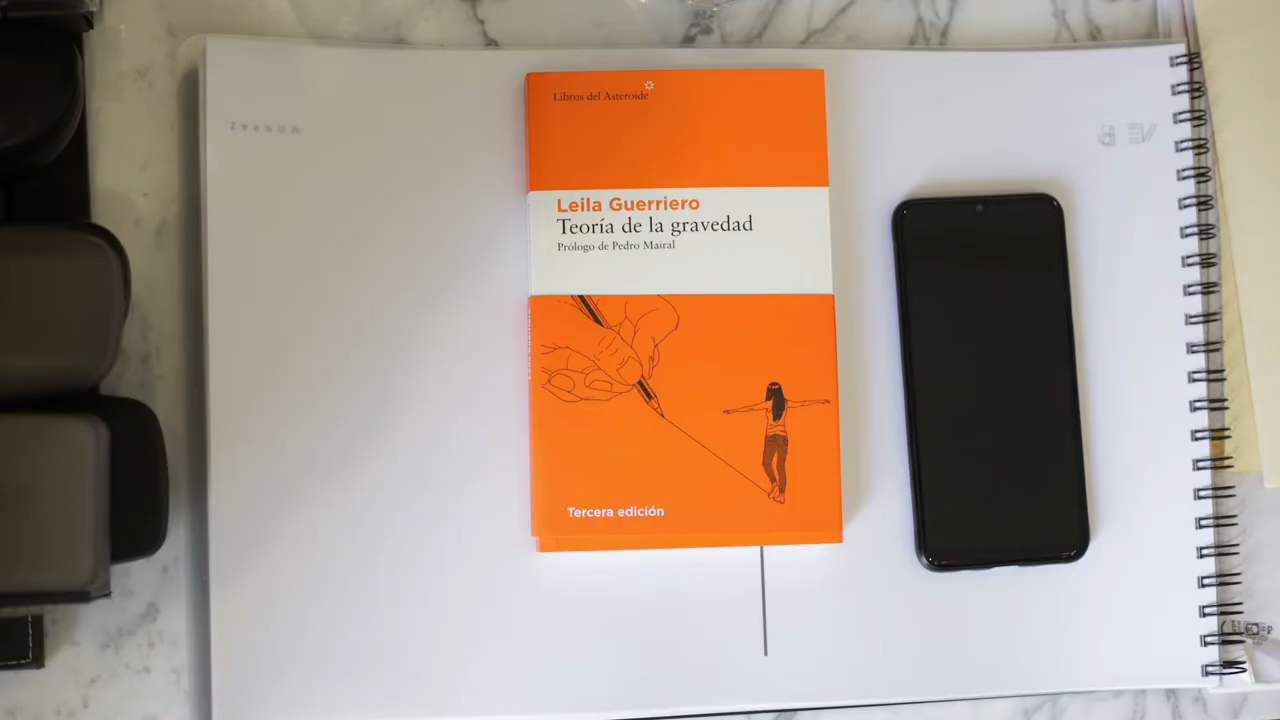 Libros del Asteroide
Leila Guerriero
Teoría de la gravedad
Prólogo de Pedro Mairal
Tercera edición